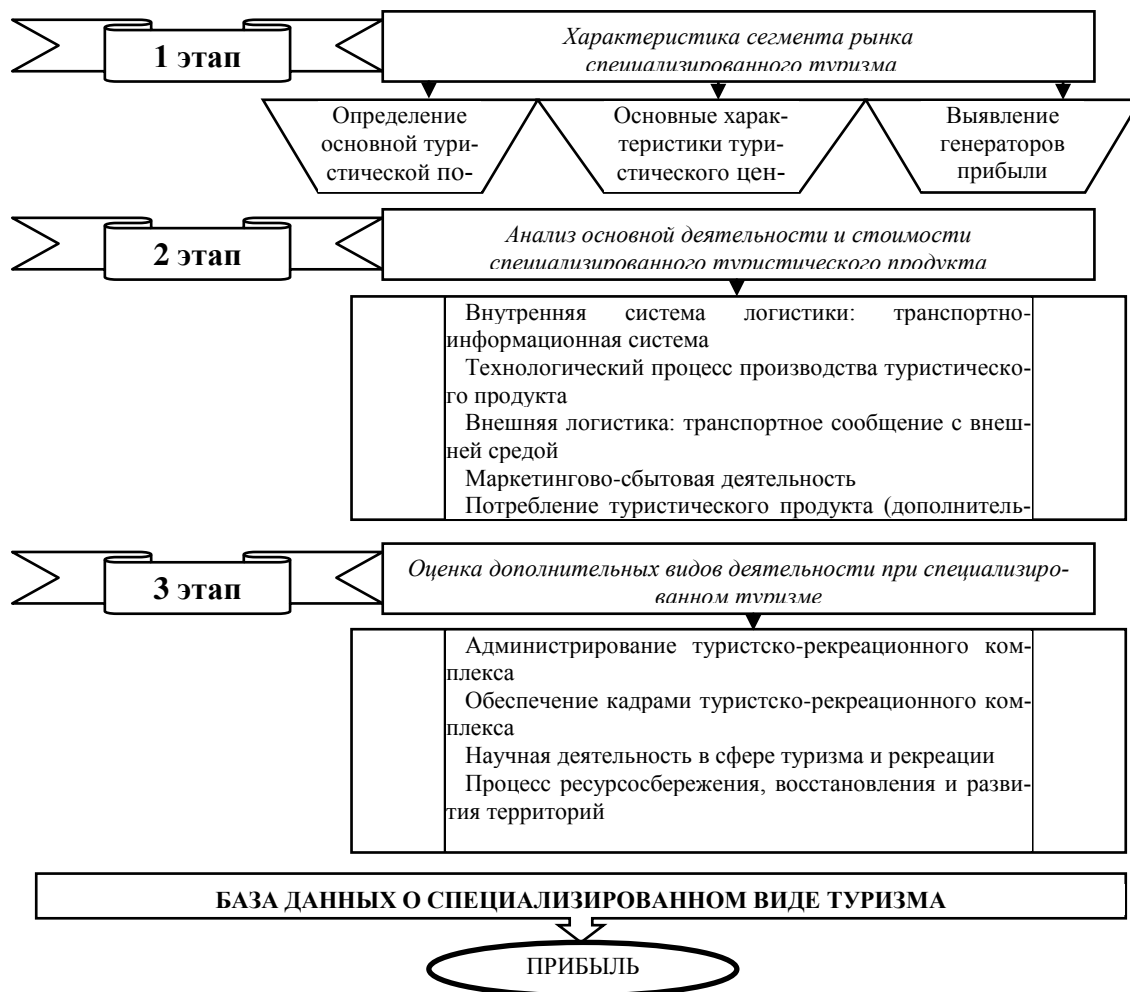 1 этап
Характеристика сегмента рынка
специализированного туризма
Определение
основной тури-
стической по-
Основные харак-
теристики тури-
стического цен-
Выявление
генераторов
прибыли
2 этап
Анализ основной деятельности и стоимости
специализированного туристического продукта
Внутренняя система логистики: транспортно-
информационная система
Технологический процесс производства туристическо-
го продукта
Внешняя логистика: транспортное сообщение с внеш-
ней средой
Маркетингово-сбытовая деятельность
Потребление туристического продукта (дополнитель-
3 этап
Оценка дополнительных видов деятельности при специализиро-
ванном туризме
Администрирование туристско-рекреационного ком-
плекса
Обеспечение кадрами туристско-рекреационного ком-
плекса
Научная деятельность в сфере туризма и рекреации
Процесс ресурсосбережения, восстановления и разви-
тия территорий
БАЗА ДАННЫХ О СПЕЦИАЛИЗИРОВАННОМ ВИДЕ ТУРИЗМА
ПРИБЫЛЬ